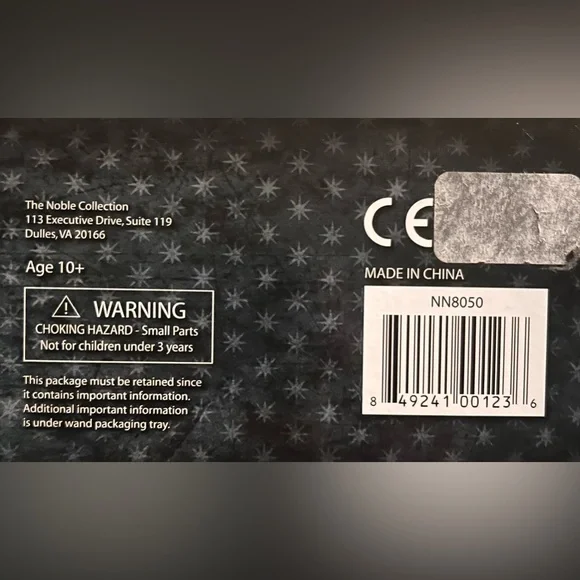 The Noble Collection
113 Executive Drive, Suite 119
Dulles, VA 20166
Age 10+
WARNING
CHOKING HAZARD - Small Parts
Not for children under 3 years
This package must be retained since
it contains important information.
Additional important information
is under wand packaging tray.
CE
MADE IN CHINA
NN8050
8 49241 00123 6